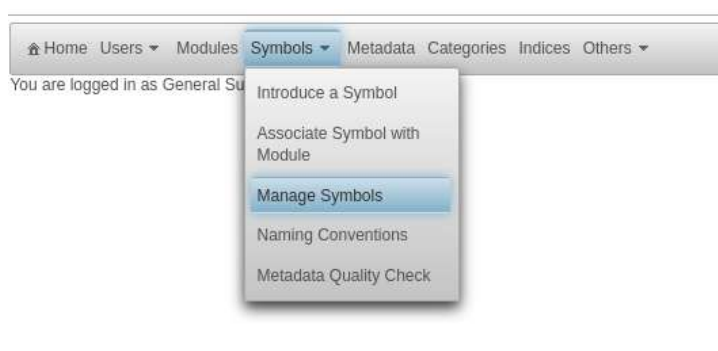 Home Users Modules Symbols Metadata Categories Indices Others
You are logged in as General
Introduce a Symbol
Associate Symbol with
Module
Manage Symbols
Naming Conventions
Metadata Quality Check